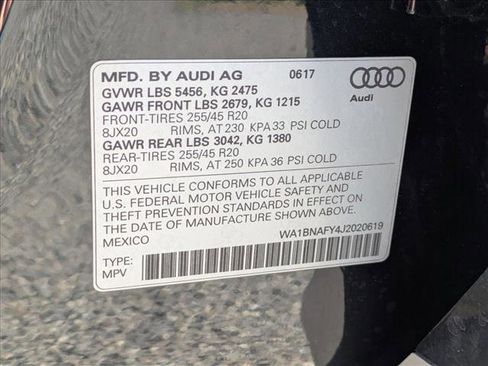 MFD. BY AUDI AG 0617
GVWR LBS 5456, KG 2475
GAWR FRONT LBS 2679, KG 1215
FRONT-TIRES 255/45 R20
8JX20 RIMS, AT 230 KPA 33 PSI COLD
GAWR REAR LBS 3042, KG 1380
REAR-TIRES 255/45 R20
8JX20 RIMS, AT 250 KPA 36 PSI COLD
Audi
THIS VEHICLE CONFORMS TO ALL APPLICABLE
U.S. FEDERAL MOTOR VEHICLE SAFETY AND
THEFT PREVENTION STANDARDS IN EFFECT ON
THE DATE OF MANUFACTURE SHOWN ABOVE
MEXICO
WA1BNAFY4J2020619
TYPE:
MPV